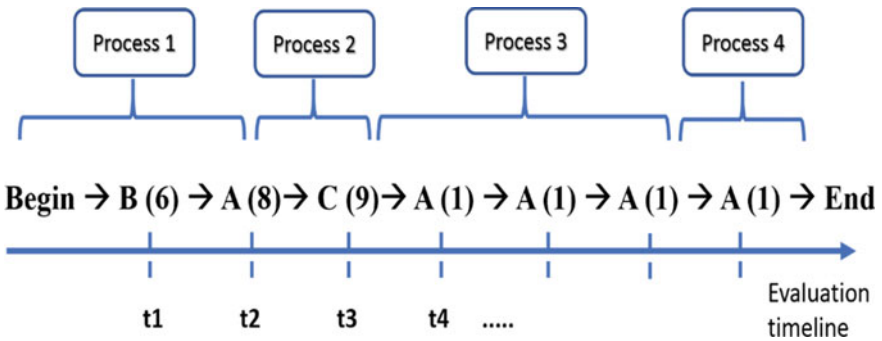 Process 1 Process 2 Process 3 Process 4
Begin → B (6) → A (8) → C (9) → A (1) → A (1) → A (1) → A (1) → End
t1 t2 t3 t4 .....
Evaluation
timeline